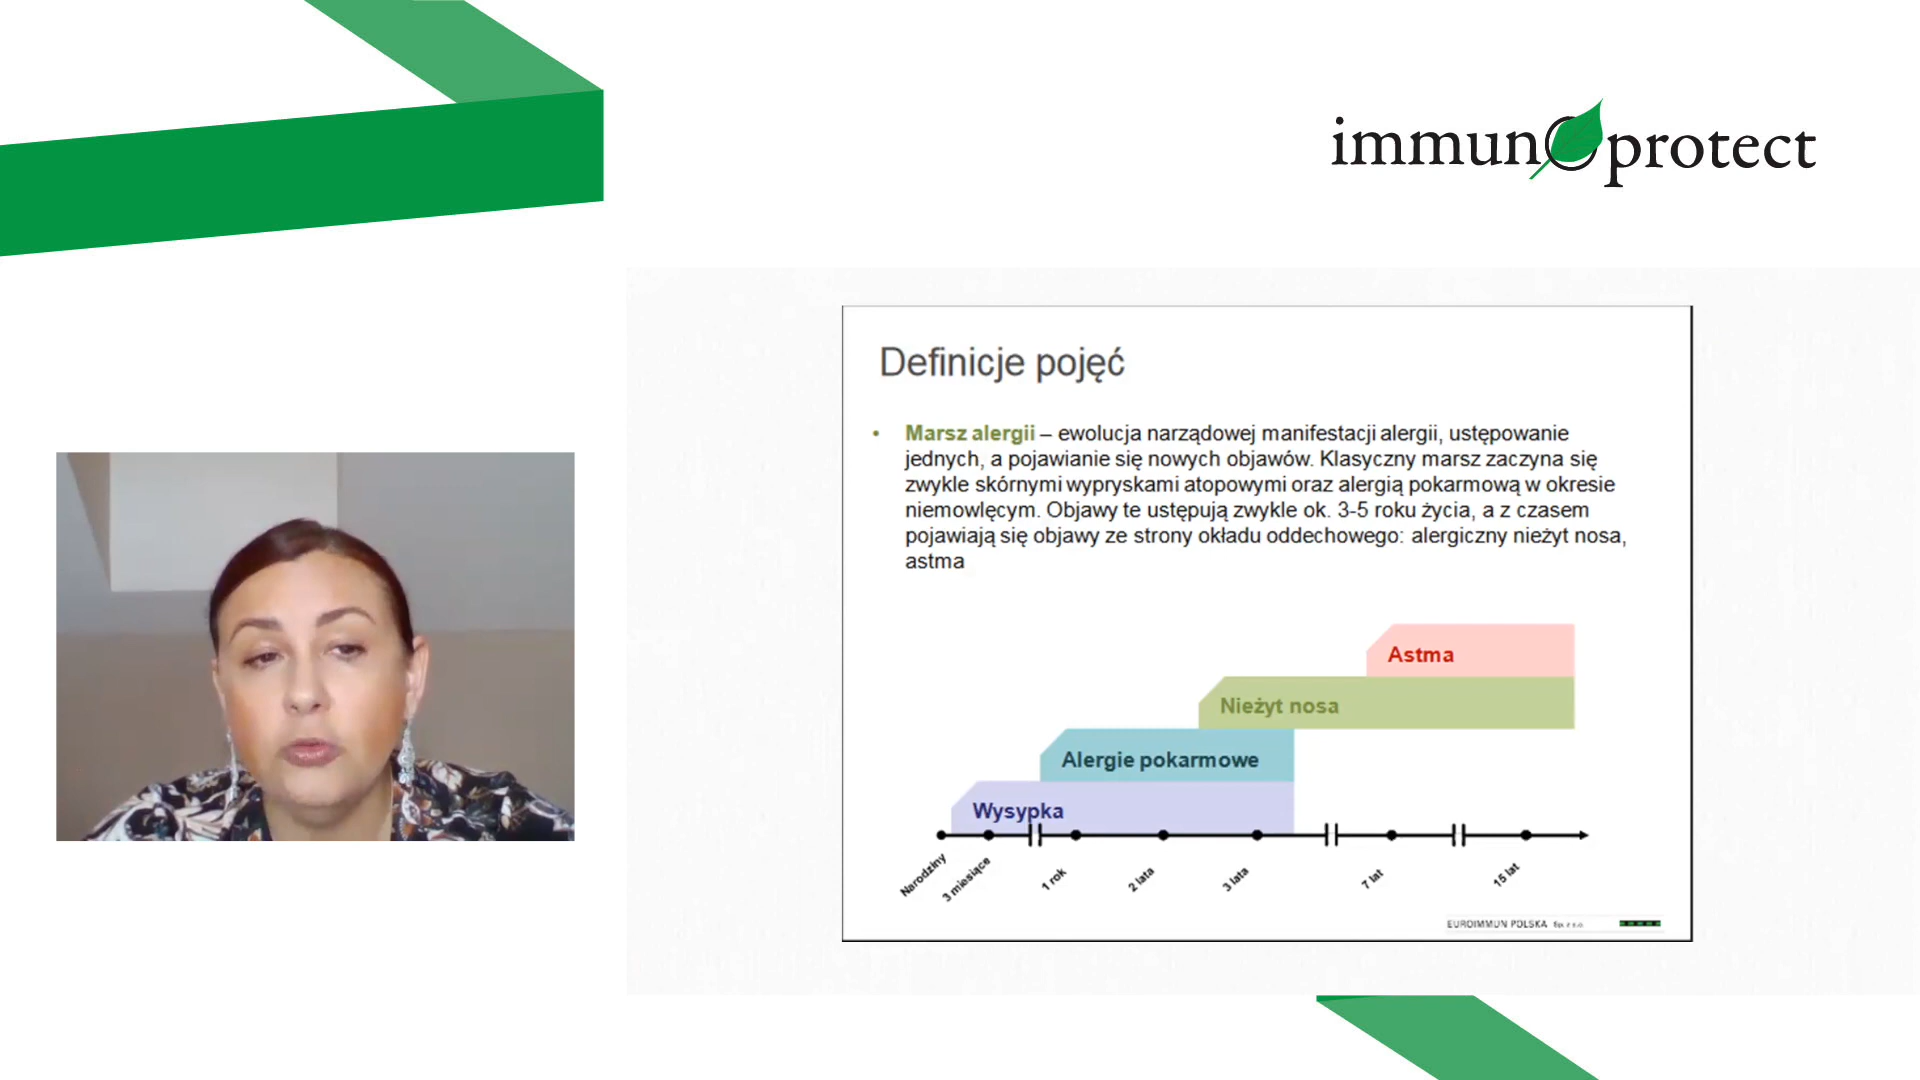 immunoprotect
Definicje pojęć
• Marsz alergii – ewolucja narządowej manifestacji alergii, ustępowanie
jednych, a pojawianie się nowych objawów. Klasyczny marsz zaczyna się
zwykle skórnymi wypryskami atopowymi oraz alergią pokarmową w okresie
niemowlęcym. Objawy te ustępują zwykle ok. 3-5 roku życia, a z czasem
pojawiają się objawy ze strony okładu oddechowego: alergiczny nieżyt nosa,
astma
Astma
Nieżyt nosa
Alergie pokarmowe
Wysypka
Narodziny
3 miesiące
1 rok
2 lata
3 lata
7 lat
15 lat
EUROIMMUN POLSKA Sp. z o.o.